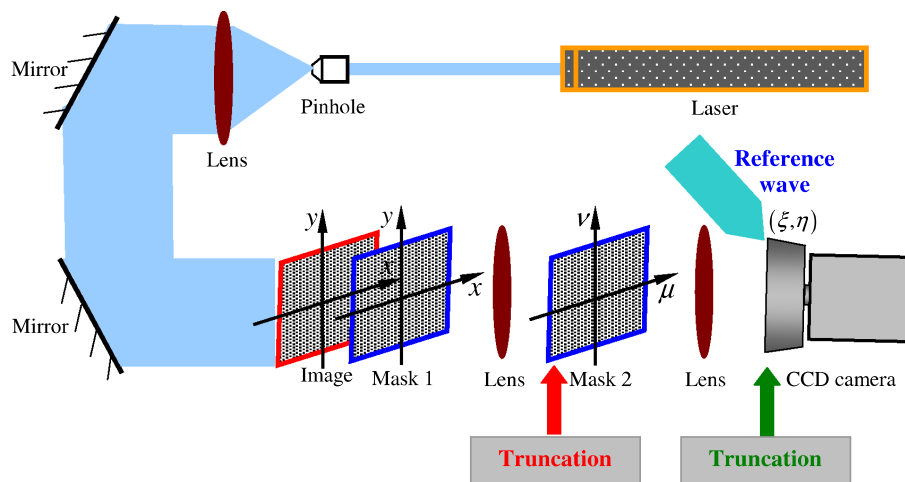 Mirror
Lens
Pinhole
Laser
Reference
wave
(ξ,η)
y
y
ν
x
x
μ
Mirror
Image
Mask 1
Lens
Mask 2
Lens
CCD camera
Truncation
Truncation